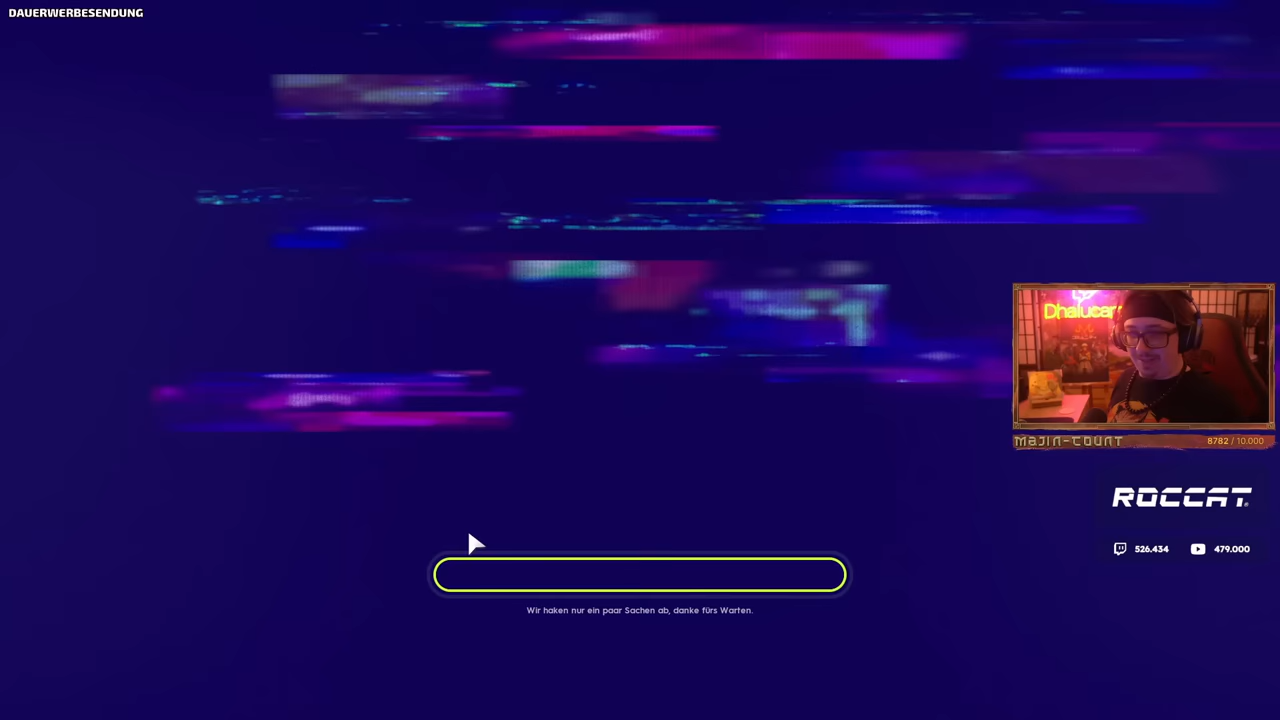 DAUERWERBESENDUNG
Dhalucar
MAJIN-COUNT
8782 / 10.000
ROCCAT
526.434
479.000
Wir haken nur ein paar Sachen ab, danke fürs Warten.